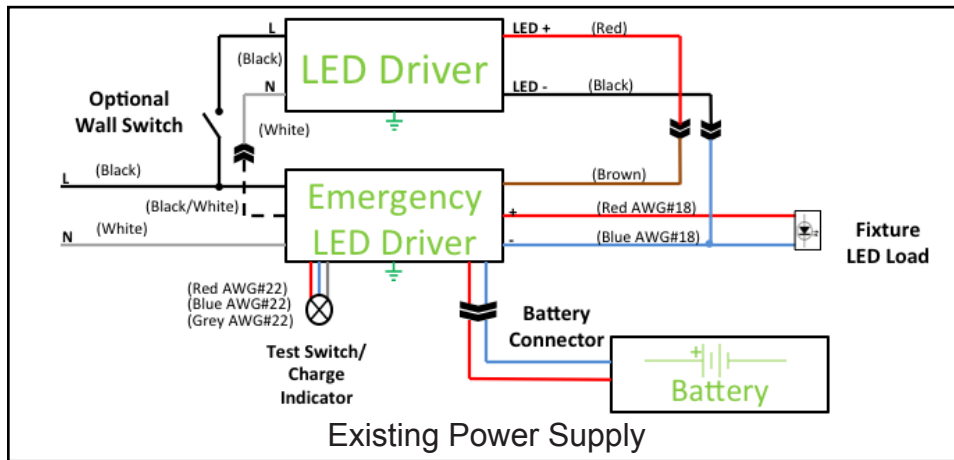 L
LED +
(Red)
(Black)
LED Driver
N
LED -
(Black)
Optional
Wall Switch
(White)
L
(Black)
(Brown)
(Black/White)
Emergency
LED Driver
+
(Red AWG#18)
N
(White)
-
(Blue AWG#18)
Fixture
LED Load
(Red AWG#22)
(Blue AWG#22)
(Grey AWG#22)
Test Switch/
Charge
Indicator
Battery
Connector
+
Battery
Existing Power Supply